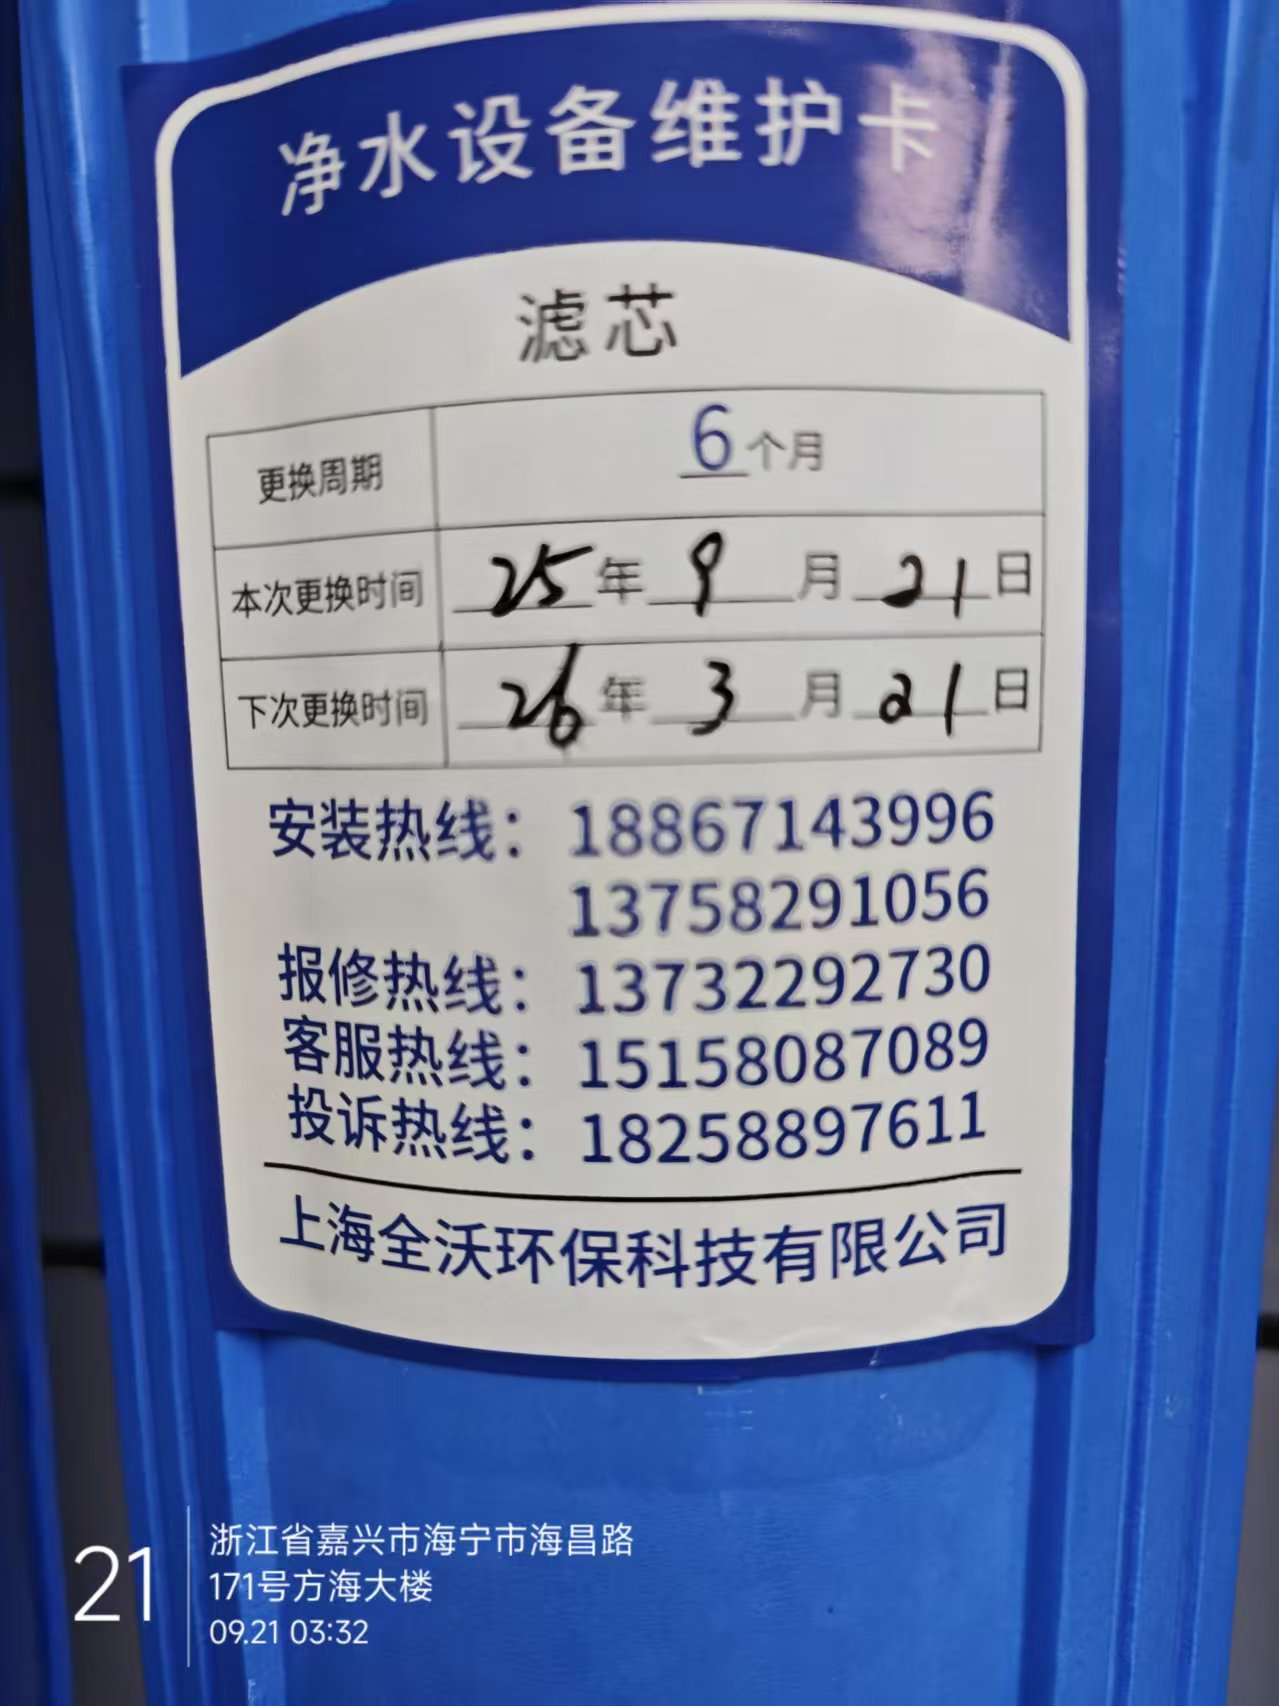 净水设备维护卡
滤芯
更换周期 6个月
本次更换时间 25年9月21日
下次更换时间 26年3月21日
安装热线：18867143996
13758291056
报修热线：13732292730
客服热线：15158087089
投诉热线：18258897611
上海全沃环保科技有限公司
21
浙江省嘉兴市海宁市海昌路
171号方海大楼
09.21 03:32